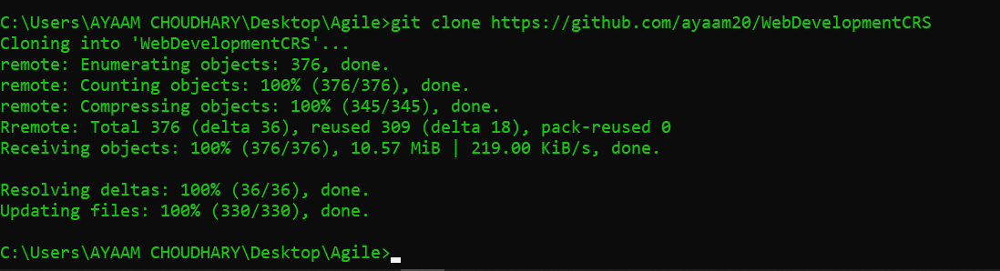 C:\Users\AYAAM CHOUDHARY\Desktop\Agile>git clone https://github.com/ayaam20/WebDevelopmentCRS
Cloning into 'WebDevelopmentCRS'...
remote: Enumerating objects: 376, done.
remote: Counting objects: 100% (376/376), done.
remote: Compressing objects: 100% (345/345), done.
Rremote: Total 376 (delta 36), reused 309 (delta 18), pack-reused 0
Receiving objects: 100% (376/376), 10.57 MiB | 219.00 KiB/s, done.
Resolving deltas: 100% (36/36), done.
Updating files: 100% (330/330), done.
C:\Users\AYAAM CHOUDHARY\Desktop\Agile>